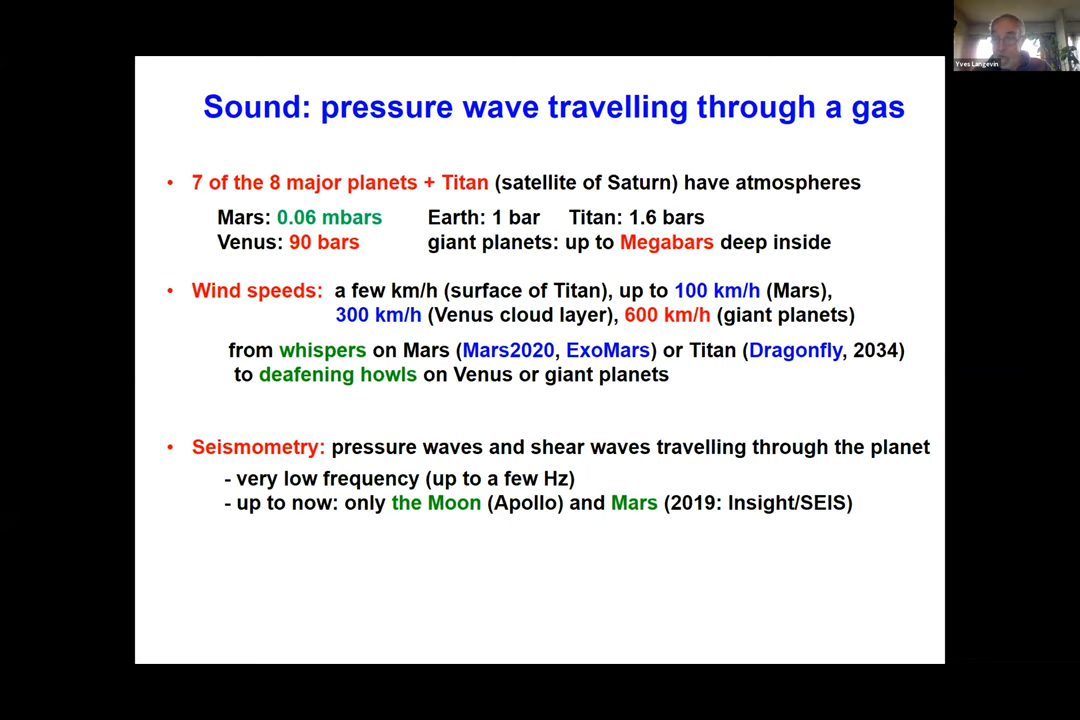 Yves Langevin
Sound: pressure wave travelling through a gas
• 7 of the 8 major planets + Titan (satellite of Saturn) have atmospheres
Mars: 0.06 mbars Earth: 1 bar Titan: 1.6 bars
Venus: 90 bars giant planets: up to Megabars deep inside
• Wind speeds: a few km/h (surface of Titan), up to 100 km/h (Mars),
300 km/h (Venus cloud layer), 600 km/h (giant planets)
from whispers on Mars (Mars2020, ExoMars) or Titan (Dragonfly, 2034)
to deafening howls on Venus or giant planets
• Seismometry: pressure waves and shear waves travelling through the planet
- very low frequency (up to a few Hz)
- up to now: only the Moon (Apollo) and Mars (2019: Insight/SEIS)